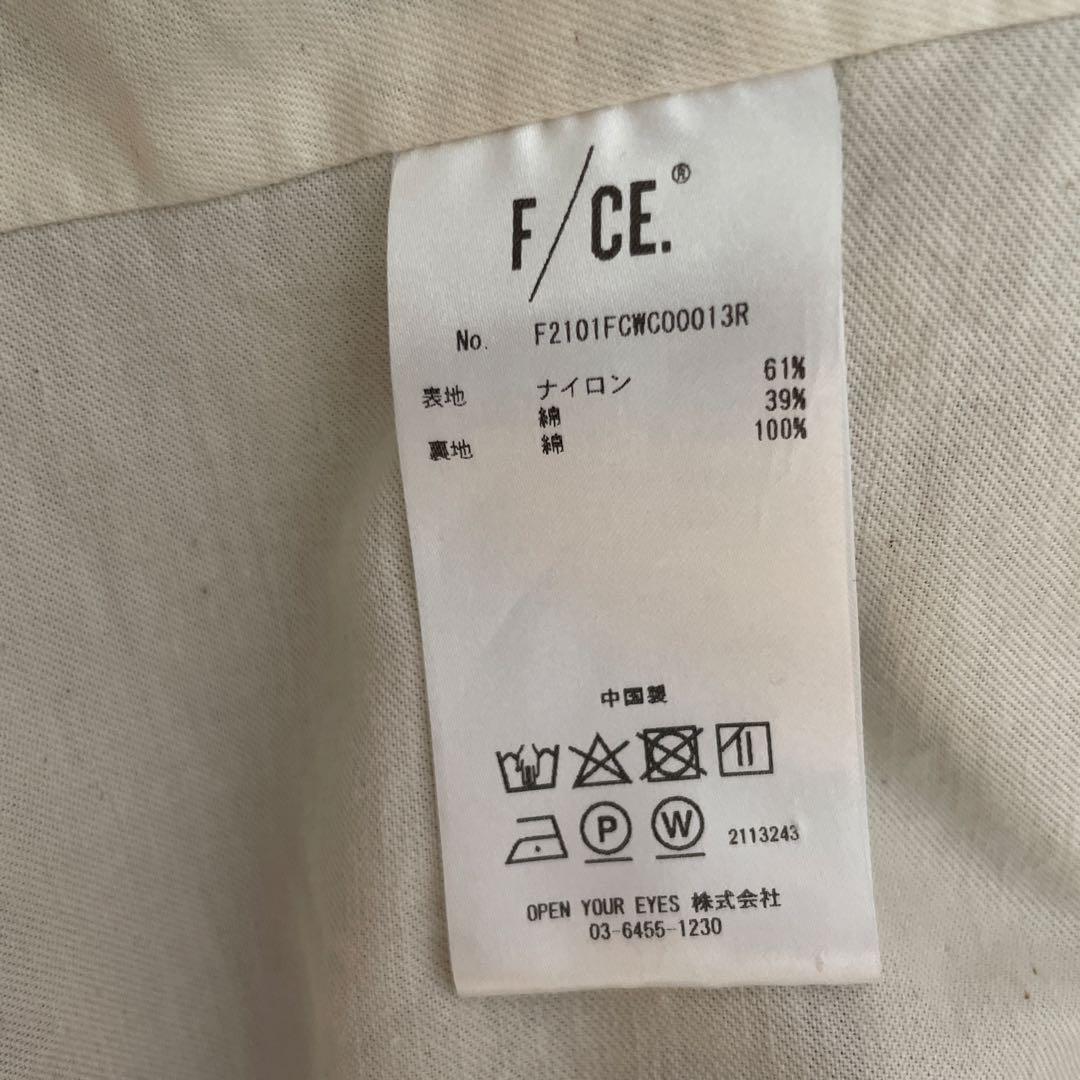 F/CE.®
No. F2101FCWC00013R
表地 ナイロン 61%
綿 39%
裏地 綿 100%
中国製
P W 2113243
OPEN YOUR EYES 株式会社
03-6455-1230